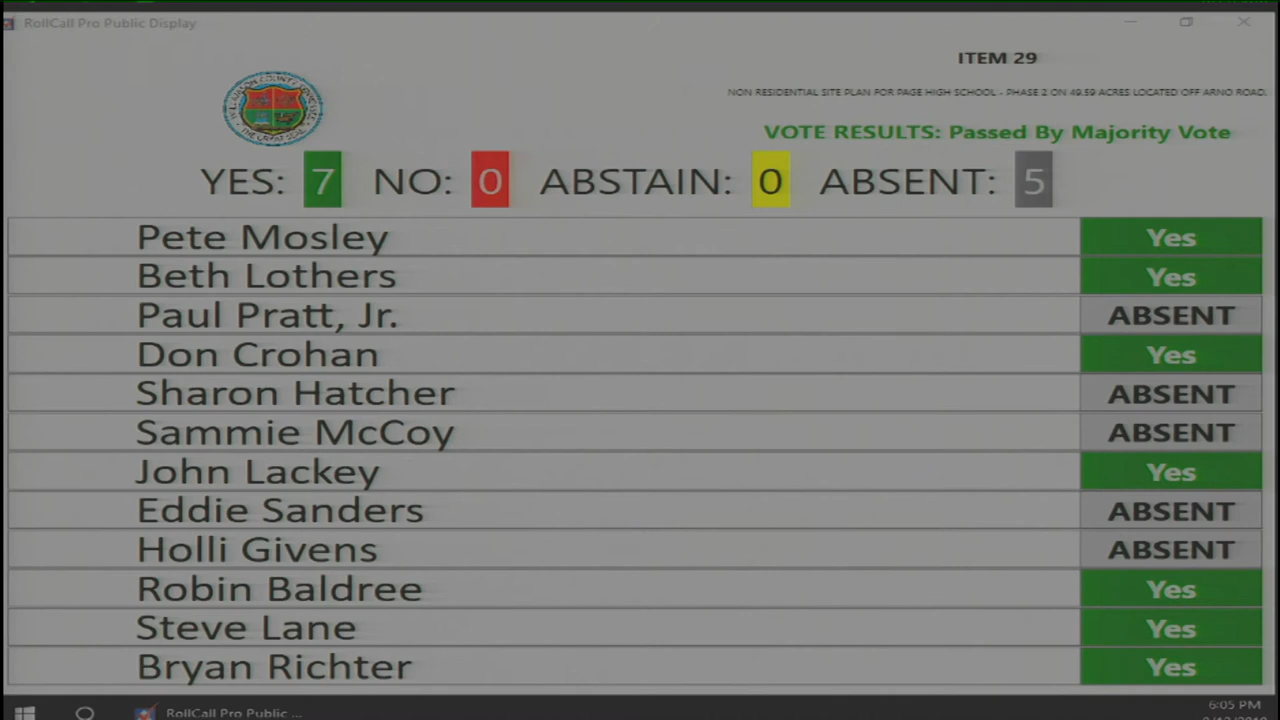 RollCall Pro Public Display
ITEM 29
NON RESIDENTIAL SITE PLAN FOR PAGE HIGH SCHOOL - PHASE 2 ON 49.59 ACRES LOCATED OFF ARNO ROAD.
VOTE RESULTS: Passed By Majority Vote
YES: 7 NO: 0 ABSTAIN: 0 ABSENT: 5
Pete Mosley Yes
Beth Lothers Yes
Paul Pratt, Jr. ABSENT
Don Crohan Yes
Sharon Hatcher ABSENT
Sammie McCoy ABSENT
John Lackey Yes
Eddie Sanders ABSENT
Holli Givens ABSENT
Robin Baldree Yes
Steve Lane Yes
Bryan Richter Yes
6:05 PM
RollCall Pro Public ...